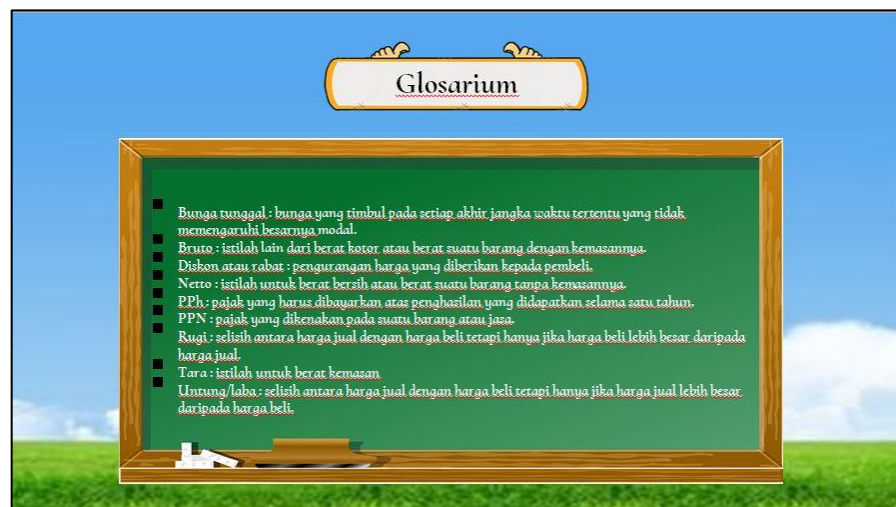 Glosarium
Bunga tunggal : bunga yang timbul pada setiap akhir jangka waktu tertentu yang tidak
memengaruhi besarnya modal.
Bruto : istilah lain dari berat kotor atau berat suatu barang dengan kemasannya.
Diskon atau rabat : pengurangan harga yang diberikan kepada pembeli.
Netto : istilah untuk berat bersih atau berat suatu barang tanpa kemasannya.
PPh : pajak yang harus dibayarkan atas penghasilan yang didapatkan selama satu tahun.
PPN : pajak yang dikenakan pada suatu barang atau jasa.
Rugi : selisih antara harga jual dengan harga beli tetapi hanya jika harga beli lebih besar daripada
harga jual.
Tara : istilah untuk berat kemasan
Untung/laba : selisih antara harga jual dengan harga beli tetapi hanya jika harga jual lebih besar
daripada harga beli.